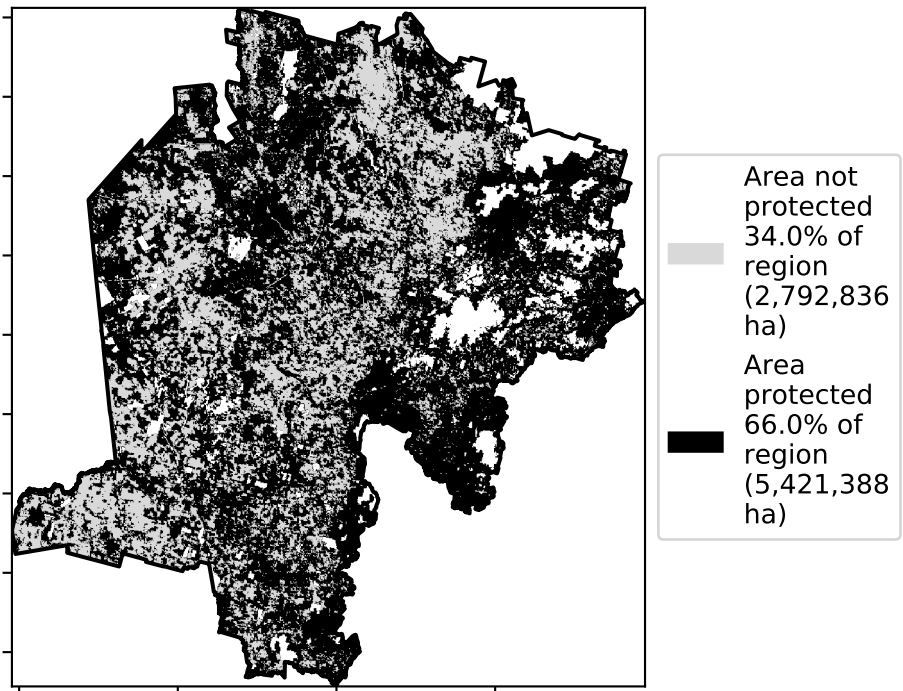 Area not
protected
34.0% of
region
(2,792,836
ha)
Area
protected
66.0% of
region
(5,421,388
ha)